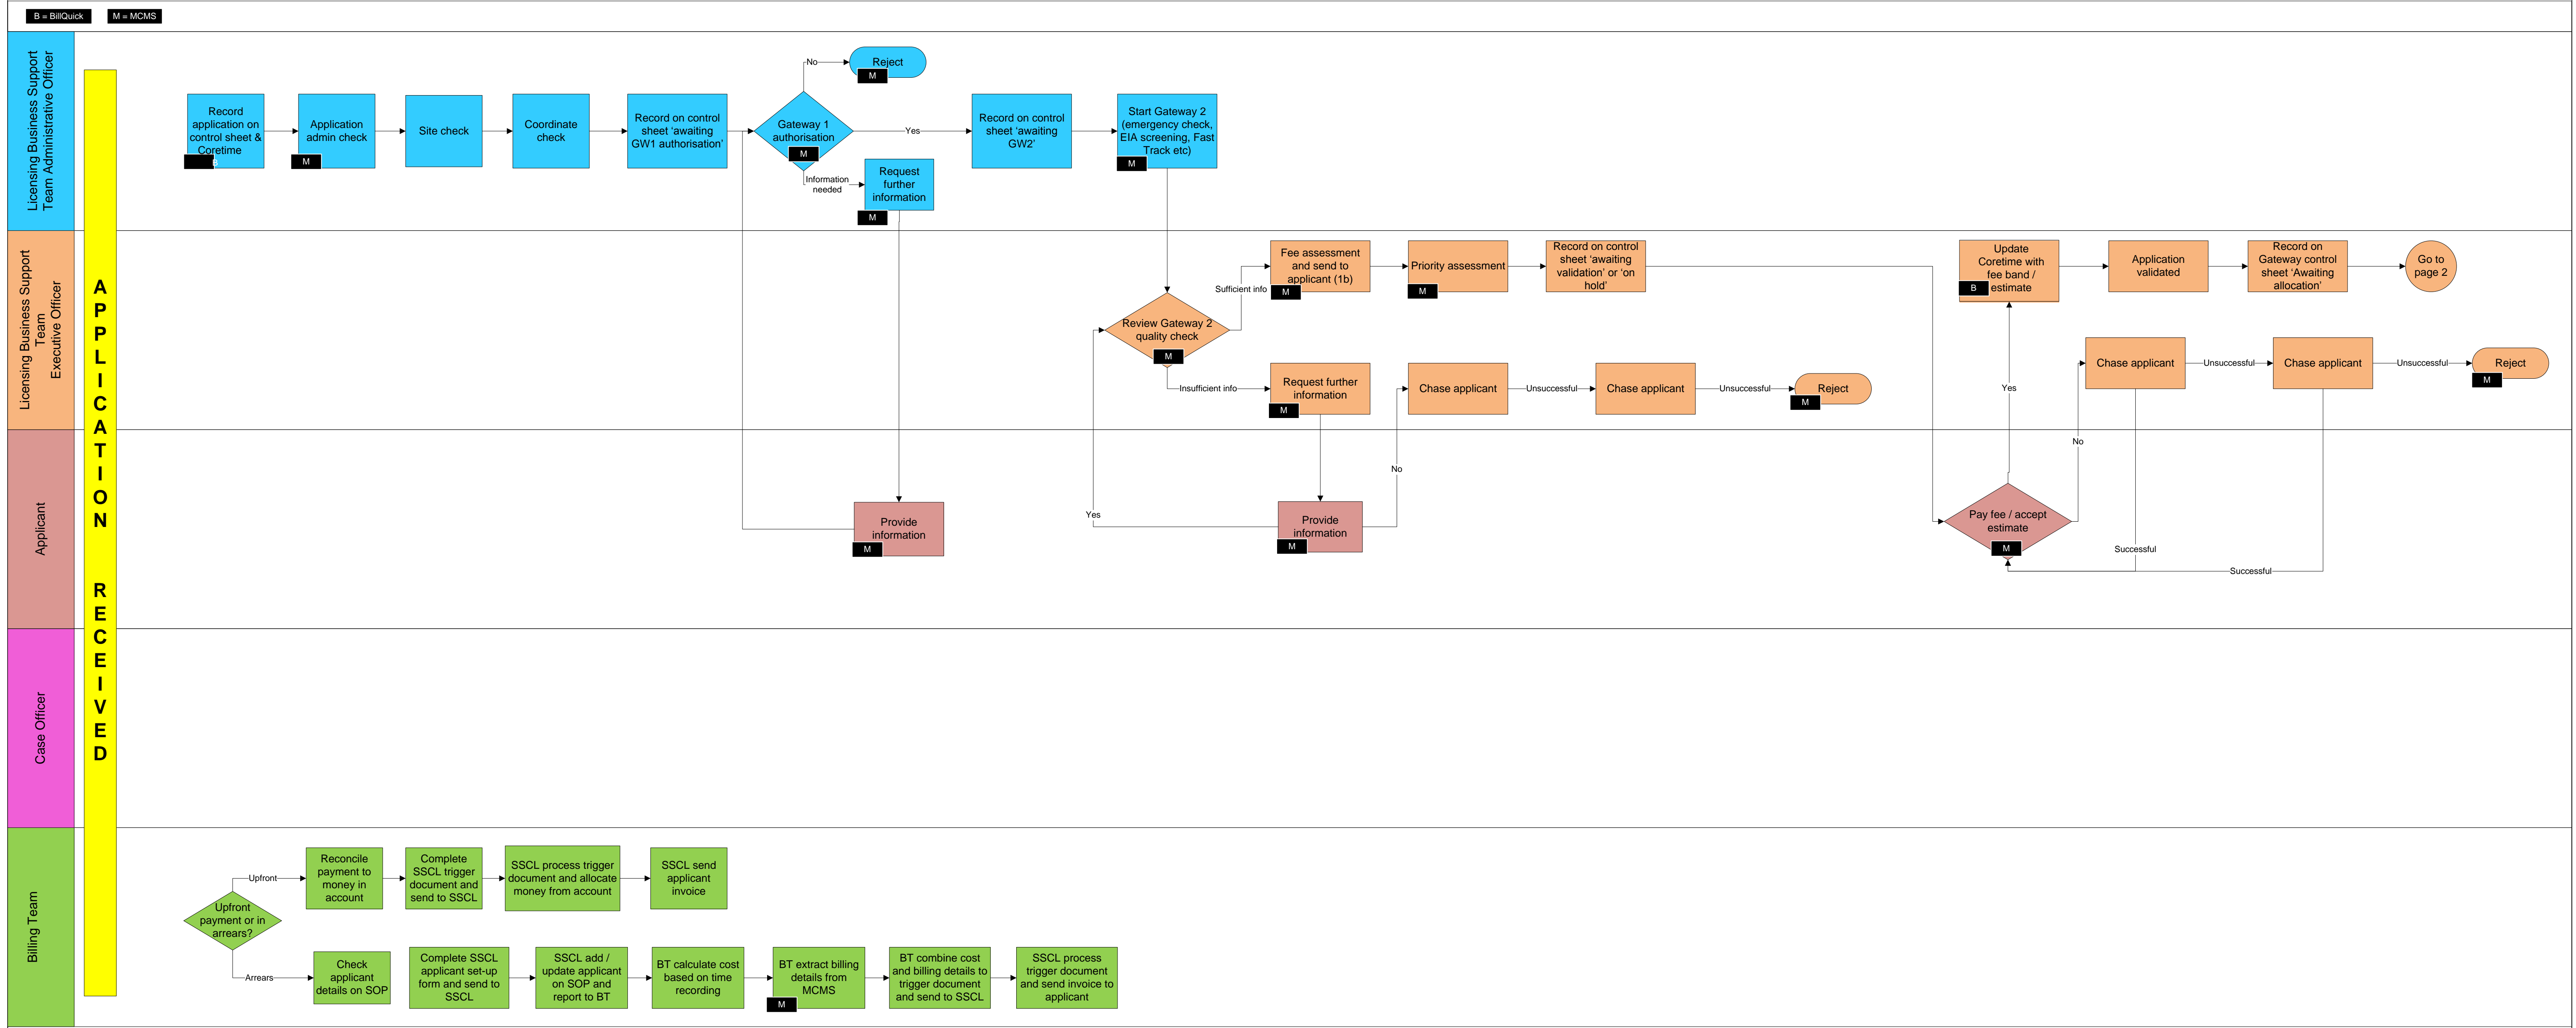 B = BillQuick
M = MCMS
Licensing Business Support
Team Administrative Officer
APPLICATION RECEIVED
Record
application on
control sheet &
Coretime
B
Application
admin check
M
Site check
Coordinate
check
Record on control
sheet ‘awaiting
GW1 authorisation’
Gateway 1
authorisation
M
No
Reject
M
Yes
Information
needed
Request
further
information
M
Record on control
sheet ‘awaiting
GW2’
Start Gateway 2
(emergency check,
EIA screening, Fast
Track etc)
M
Licensing Business Support
Team
Executive Officer
Review Gateway 2
quality check
M
Sufficient info
Fee assessment
and send to
applicant (1b)
M
Priority assessment
M
Record on control
sheet ‘awaiting
validation’ or ‘on
hold’
Insufficient info
Request further
information
M
Chase applicant
Unsuccessful
Chase applicant
Unsuccessful
Reject
M
Update
Coretime with
fee band /
estimate
B
Application
validated
Record on
Gateway control
sheet ‘Awaiting
allocation’
Go to
page 2
Yes
No
Chase applicant
Unsuccessful
Chase applicant
Unsuccessful
Reject
M
Applicant
Provide
information
M
Yes
Provide
information
M
No
Pay fee / accept
estimate
M
Successful
Successful
Case Officer
Billing Team
Upfront
payment or in
arrears?
Upfront
Reconcile
payment to
money in
account
Complete
SSCL trigger
document and
send to SSCL
SSCL process trigger
document and allocate
money from account
SSCL send
applicant
invoice
Arrears
Check
applicant
details on SOP
Complete SSCL
applicant set-up
form and send to
SSCL
SSCL add /
update applicant
on SOP and
report to BT
BT calculate cost
based on time
recording
BT extract billing
details from
MCMS
M
BT combine cost
and billing details to
trigger document
and send to SSCL
SSCL process
trigger document
and send invoice to
applicant